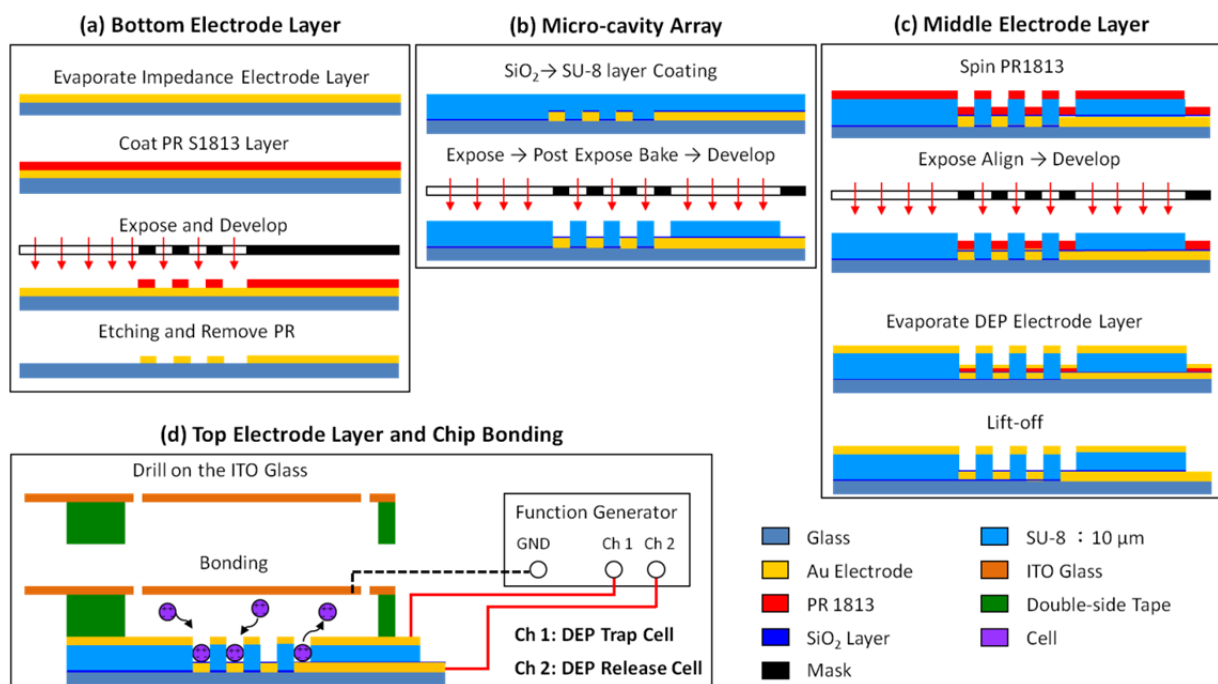 (a) Bottom Electrode Layer
Evaporate Impedance Electrode Layer
Coat PR S1813 Layer
Expose and Develop
Etching and Remove PR
(b) Micro-cavity Array
SiO₂→ SU-8 layer Coating
Expose → Post Expose Bake → Develop
(c) Middle Electrode Layer
Spin PR1813
Expose Align → Develop
Evaporate DEP Electrode Layer
Lift-off
(d) Top Electrode Layer and Chip Bonding
Drill on the ITO Glass
Bonding
Function Generator
GND Ch 1 Ch 2
Ch 1: DEP Trap Cell
Ch 2: DEP Release Cell
Glass
Au Electrode
PR 1813
SiO₂ Layer
Mask
SU-8 : 10 μm
ITO Glass
Double-side Tape
Cell